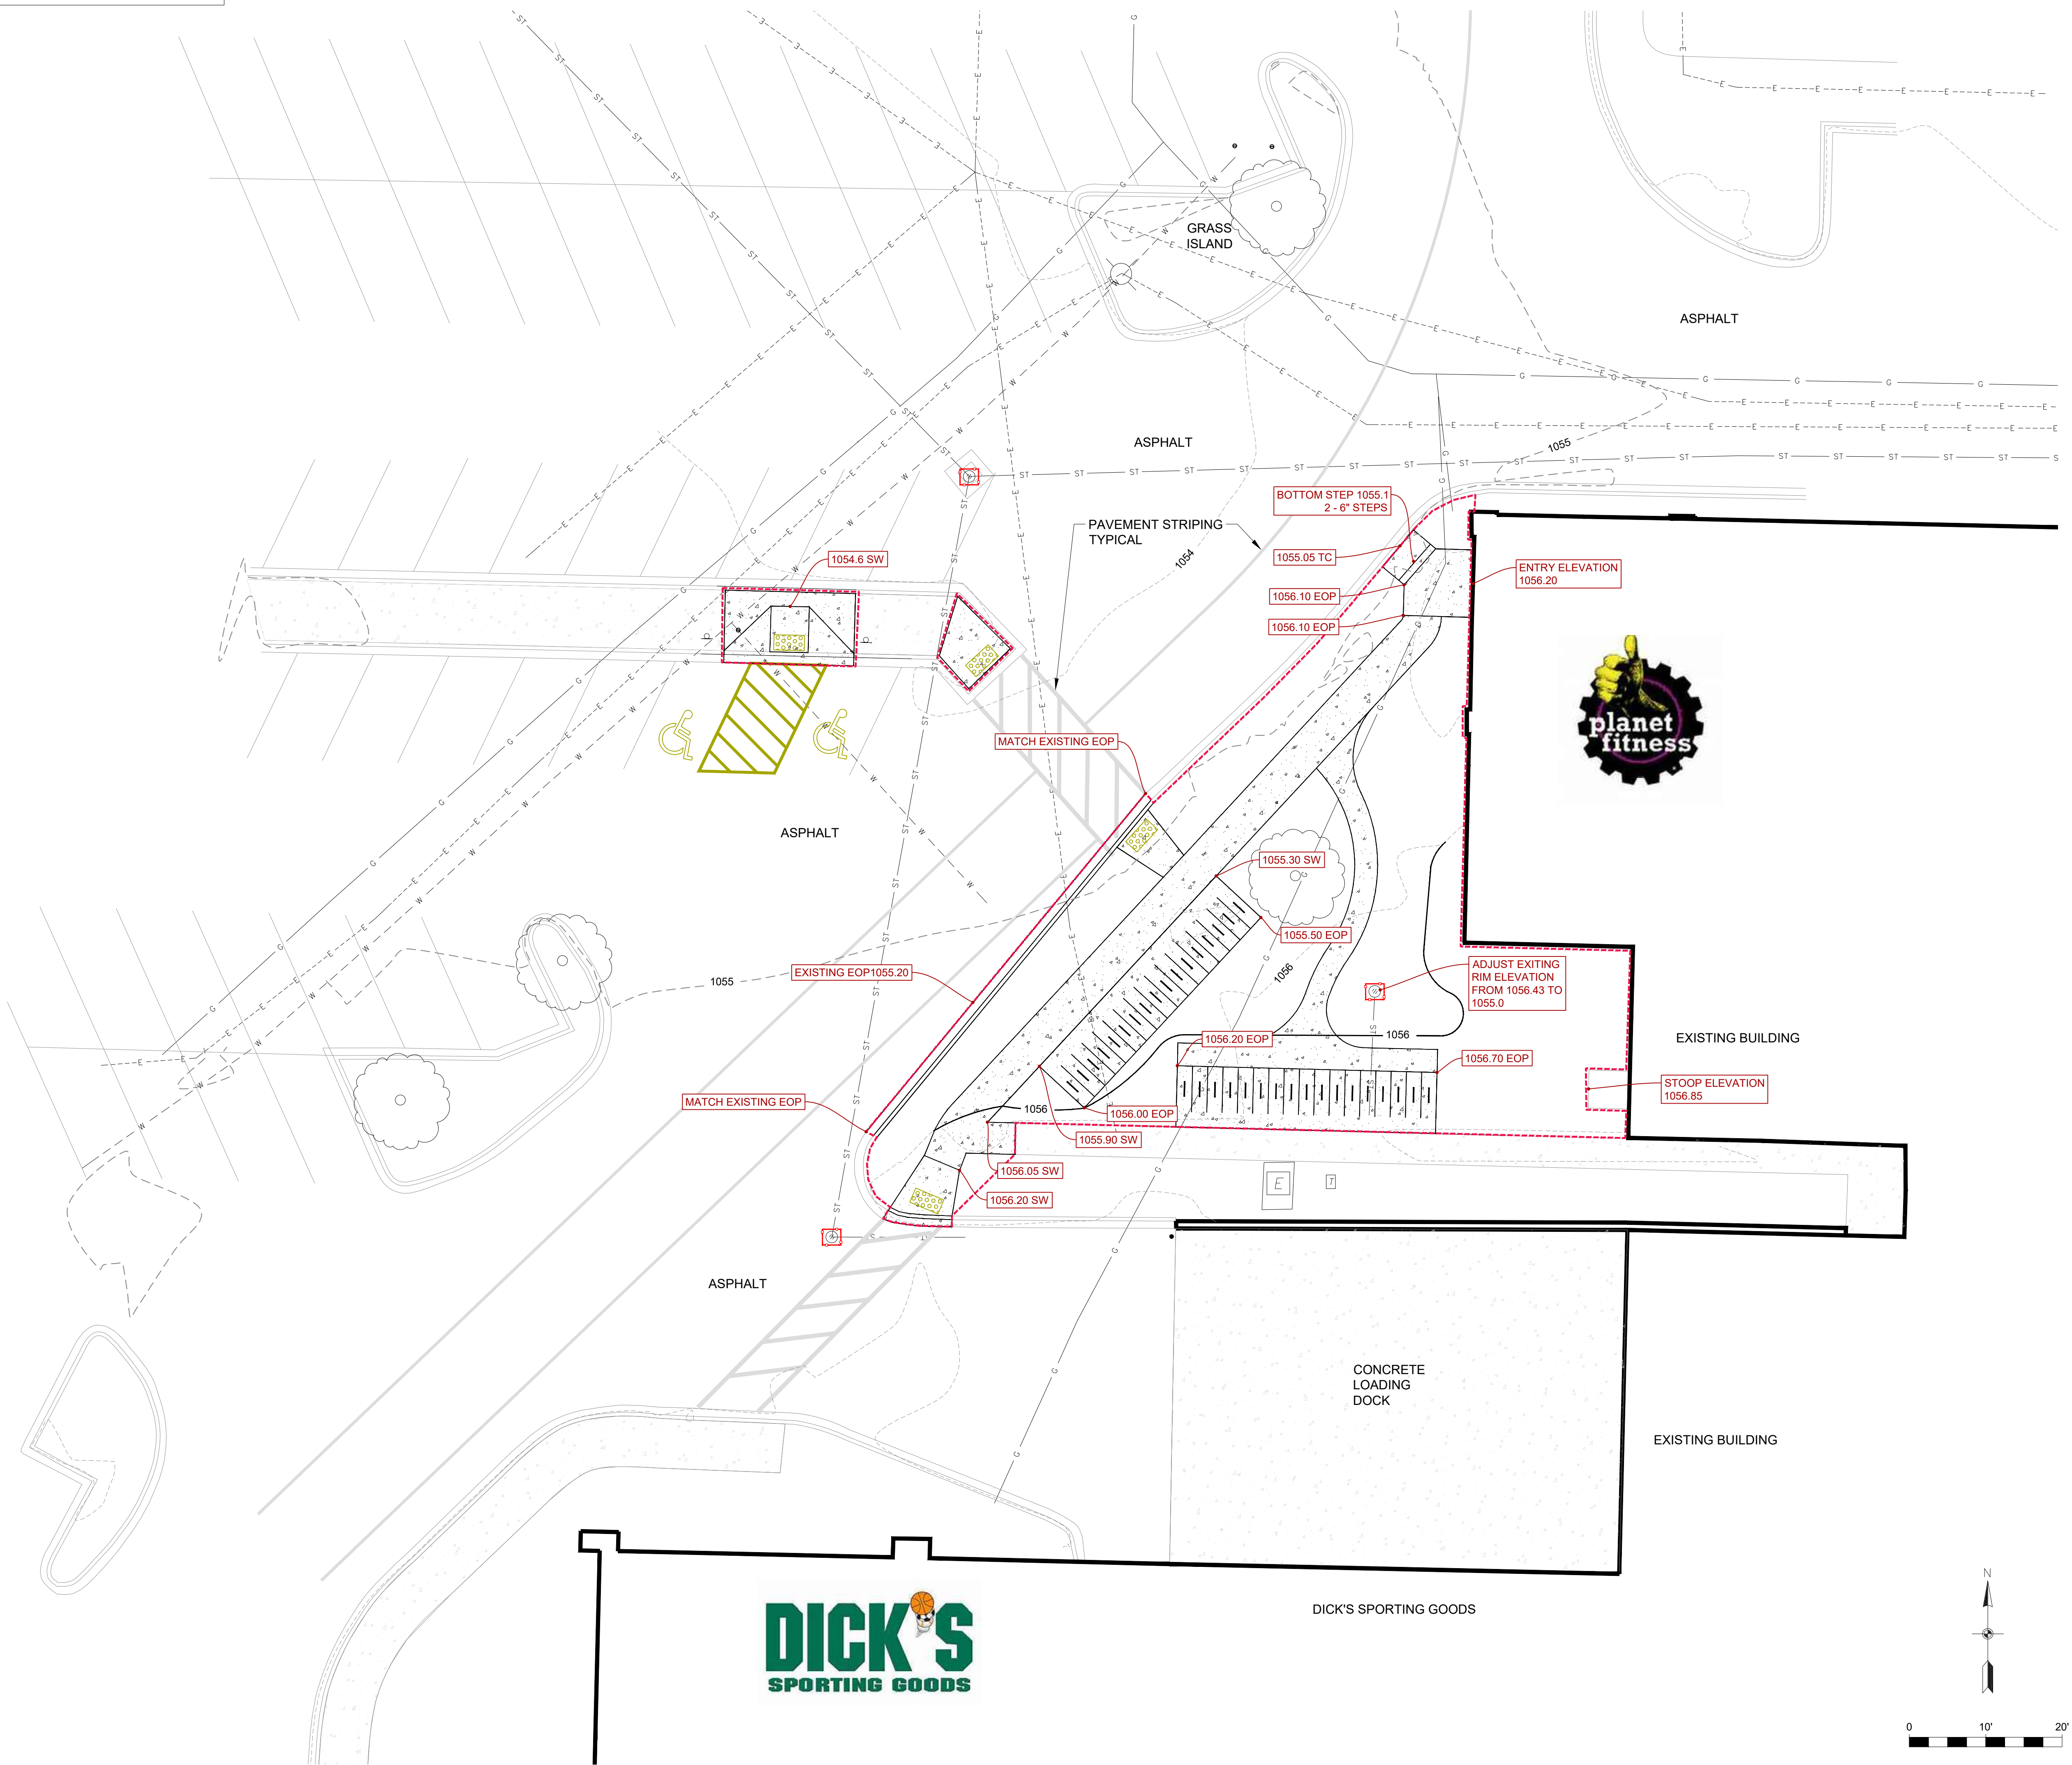 GRASS
ISLAND
ASPHALT
ASPHALT
1055
BOTTOM STEP 1055.1
2 - 6" STEPS
PAVEMENT STRIPING
TYPICAL
1054
1054.6 SW
1055.05 TC
ENTRY ELEVATION
1056.20
1056.10 EOP
1056.10 EOP
planet
fitness
MATCH EXISTING EOP
ASPHALT
1055.30 SW
1055.50 EOP
EXISTING EOP1055.20
1055
1056
ADJUST EXITING
RIM ELEVATION
FROM 1056.43 TO
1055.0
EXISTING BUILDING
1056.20 EOP
1056
1056.70 EOP
STOOP ELEVATION
1056.85
MATCH EXISTING EOP
1056
1056.00 EOP
1055.90 SW
1056.05 SW
1056.20 SW
E
T
ASPHALT
CONCRETE
LOADING
DOCK
EXISTING BUILDING
DICK'S SPORTING GOODS
DICK'S
SPORTING GOODS
N
0 10' 20'